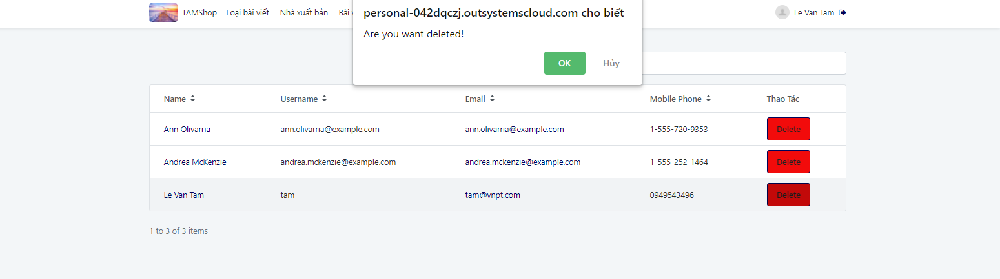 TAMShop Loại bài viết Nhà xuất bản Bài v
personal-042dqczj.outsystemscloud.com cho biết
Are you want deleted!
OK Hủy
Le Van Tam
Name Username Email Mobile Phone Thao Tác
Ann Olivarria ann.olivarria@example.com ann.olivarria@example.com 1-555-720-9353 Delete
Andrea McKenzie andrea.mckenzie@example.com andrea.mckenzie@example.com 1-555-252-1464 Delete
Le Van Tam tam tam@vnpt.com 0949543496 Delete
1 to 3 of 3 items